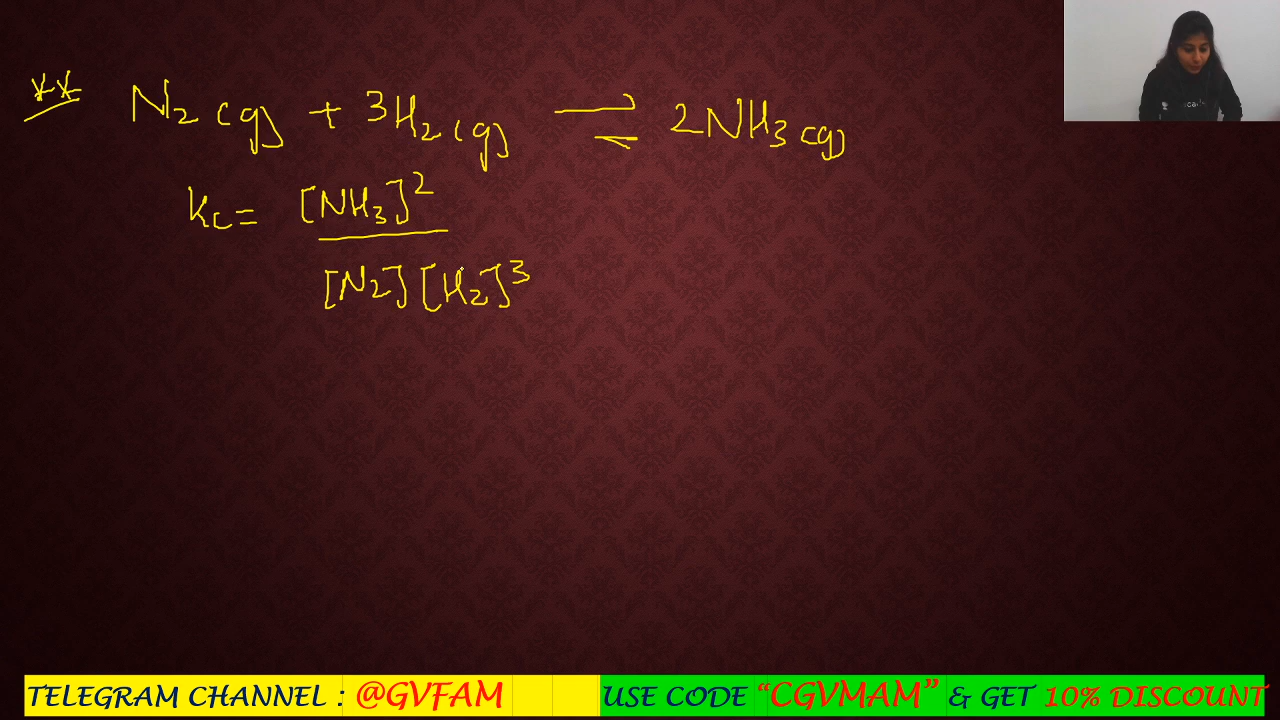 ** N2 (g) + 3H2 (g) ⇌ 2NH3 (g)
Kc = [NH3]^2
[N2] [H2]^3
TELEGRAM CHANNEL : @GVFAM USE CODE “CGVMAM” & GET 10% DISCOUNT